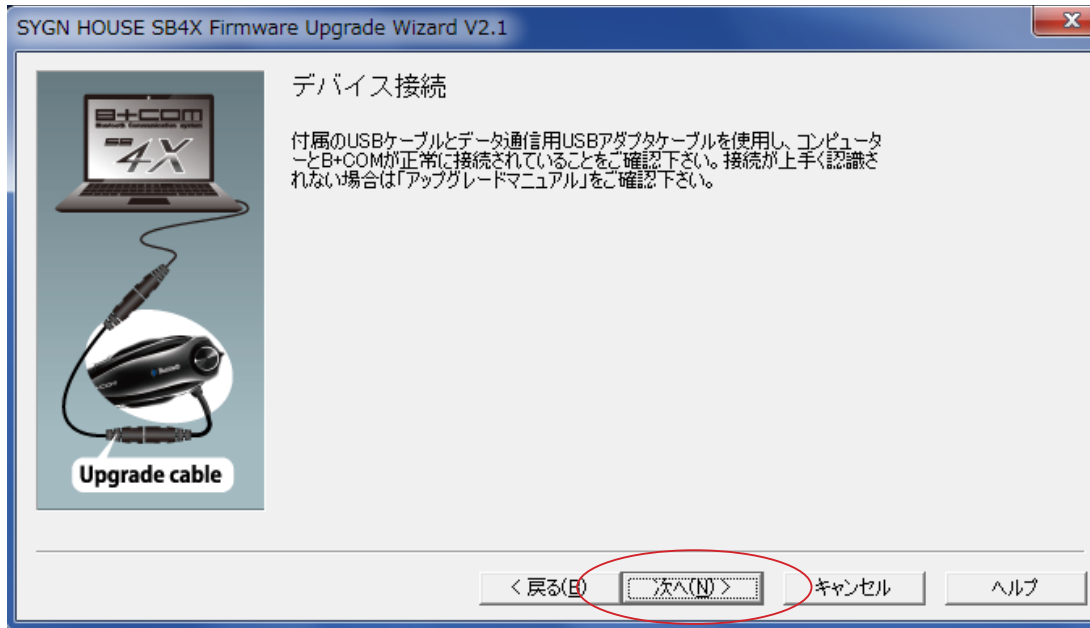 SYGN HOUSE SB4X Firmware Upgrade Wizard V2.1
デバイス接続
付属のUSBケーブルとデータ通信用USBアダプタケーブルを使用し、コンピュータ
ーとB+COMが正常に接続されていることをご確認下さい。接続が上手く認識さ
れない場合は「アップグレードマニュアル」をご確認下さい。
B+COM
SB
4X
Bluetooth
Upgrade cable
< 戻る(B)
次へ(N) >
キャンセル
ヘルプ